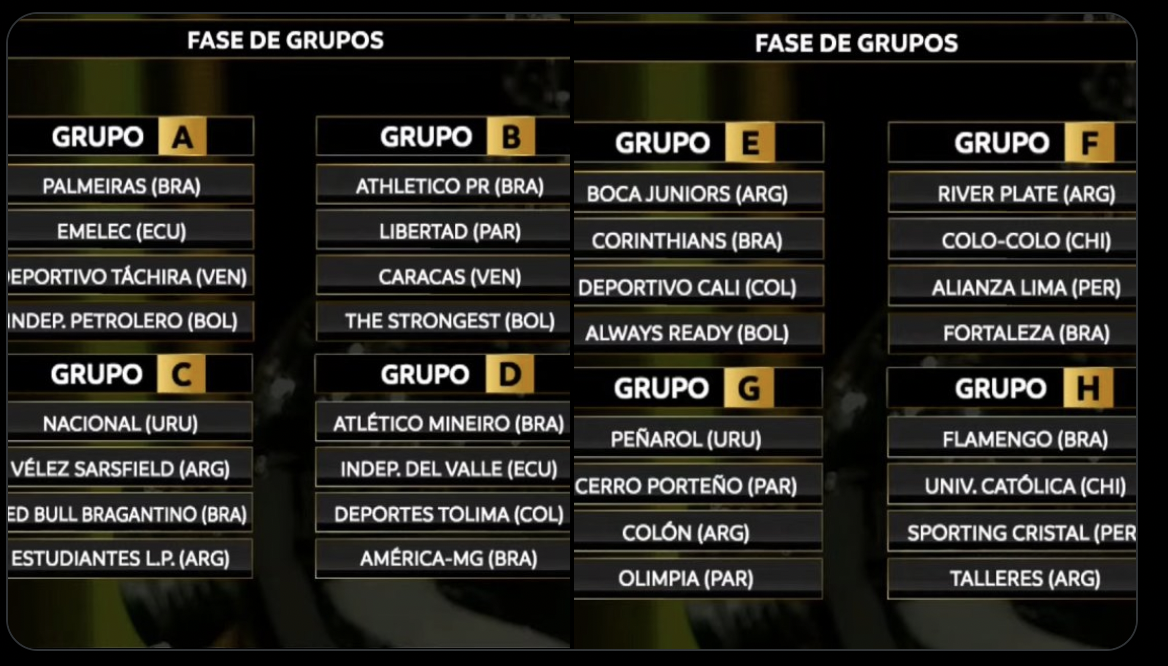 FASE DE GRUPOS
GRUPO A
PALMEIRAS (BRA)
EMELEC (ECU)
EPORTIVO TÁCHIRA (VEN)
INDEP. PETROLERO (BOL)
GRUPO B
ATHLETICO PR (BRA)
LIBERTAD (PAR)
CARACAS (VEN)
THE STRONGEST (BOL)
GRUPO C
NACIONAL (URU)
VÉLEZ SARSFIELD (ARG)
ED BULL BRAGANTINO (BRA)
ESTUDIANTES L.P. (ARG)
GRUPO D
ATLÉTICO MINEIRO (BRA)
INDEP. DEL VALLE (ECU)
DEPORTES TOLIMA (COL)
AMÉRICA-MG (BRA)
FASE DE GRUPOS
GRUPO E
BOCA JUNIORS (ARG)
CORINTHIANS (BRA)
DEPORTIVO CALI (COL)
ALWAYS READY (BOL)
GRUPO F
RIVER PLATE (ARG)
COLO-COLO (CHI)
ALIANZA LIMA (PER)
FORTALEZA (BRA)
GRUPO G
PEÑAROL (URU)
CERRO PORTEÑO (PAR)
COLÓN (ARG)
OLIMPIA (PAR)
GRUPO H
FLAMENGO (BRA)
UNIV. CATÓLICA (CHI)
SPORTING CRISTAL (PER
TALLERES (ARG)